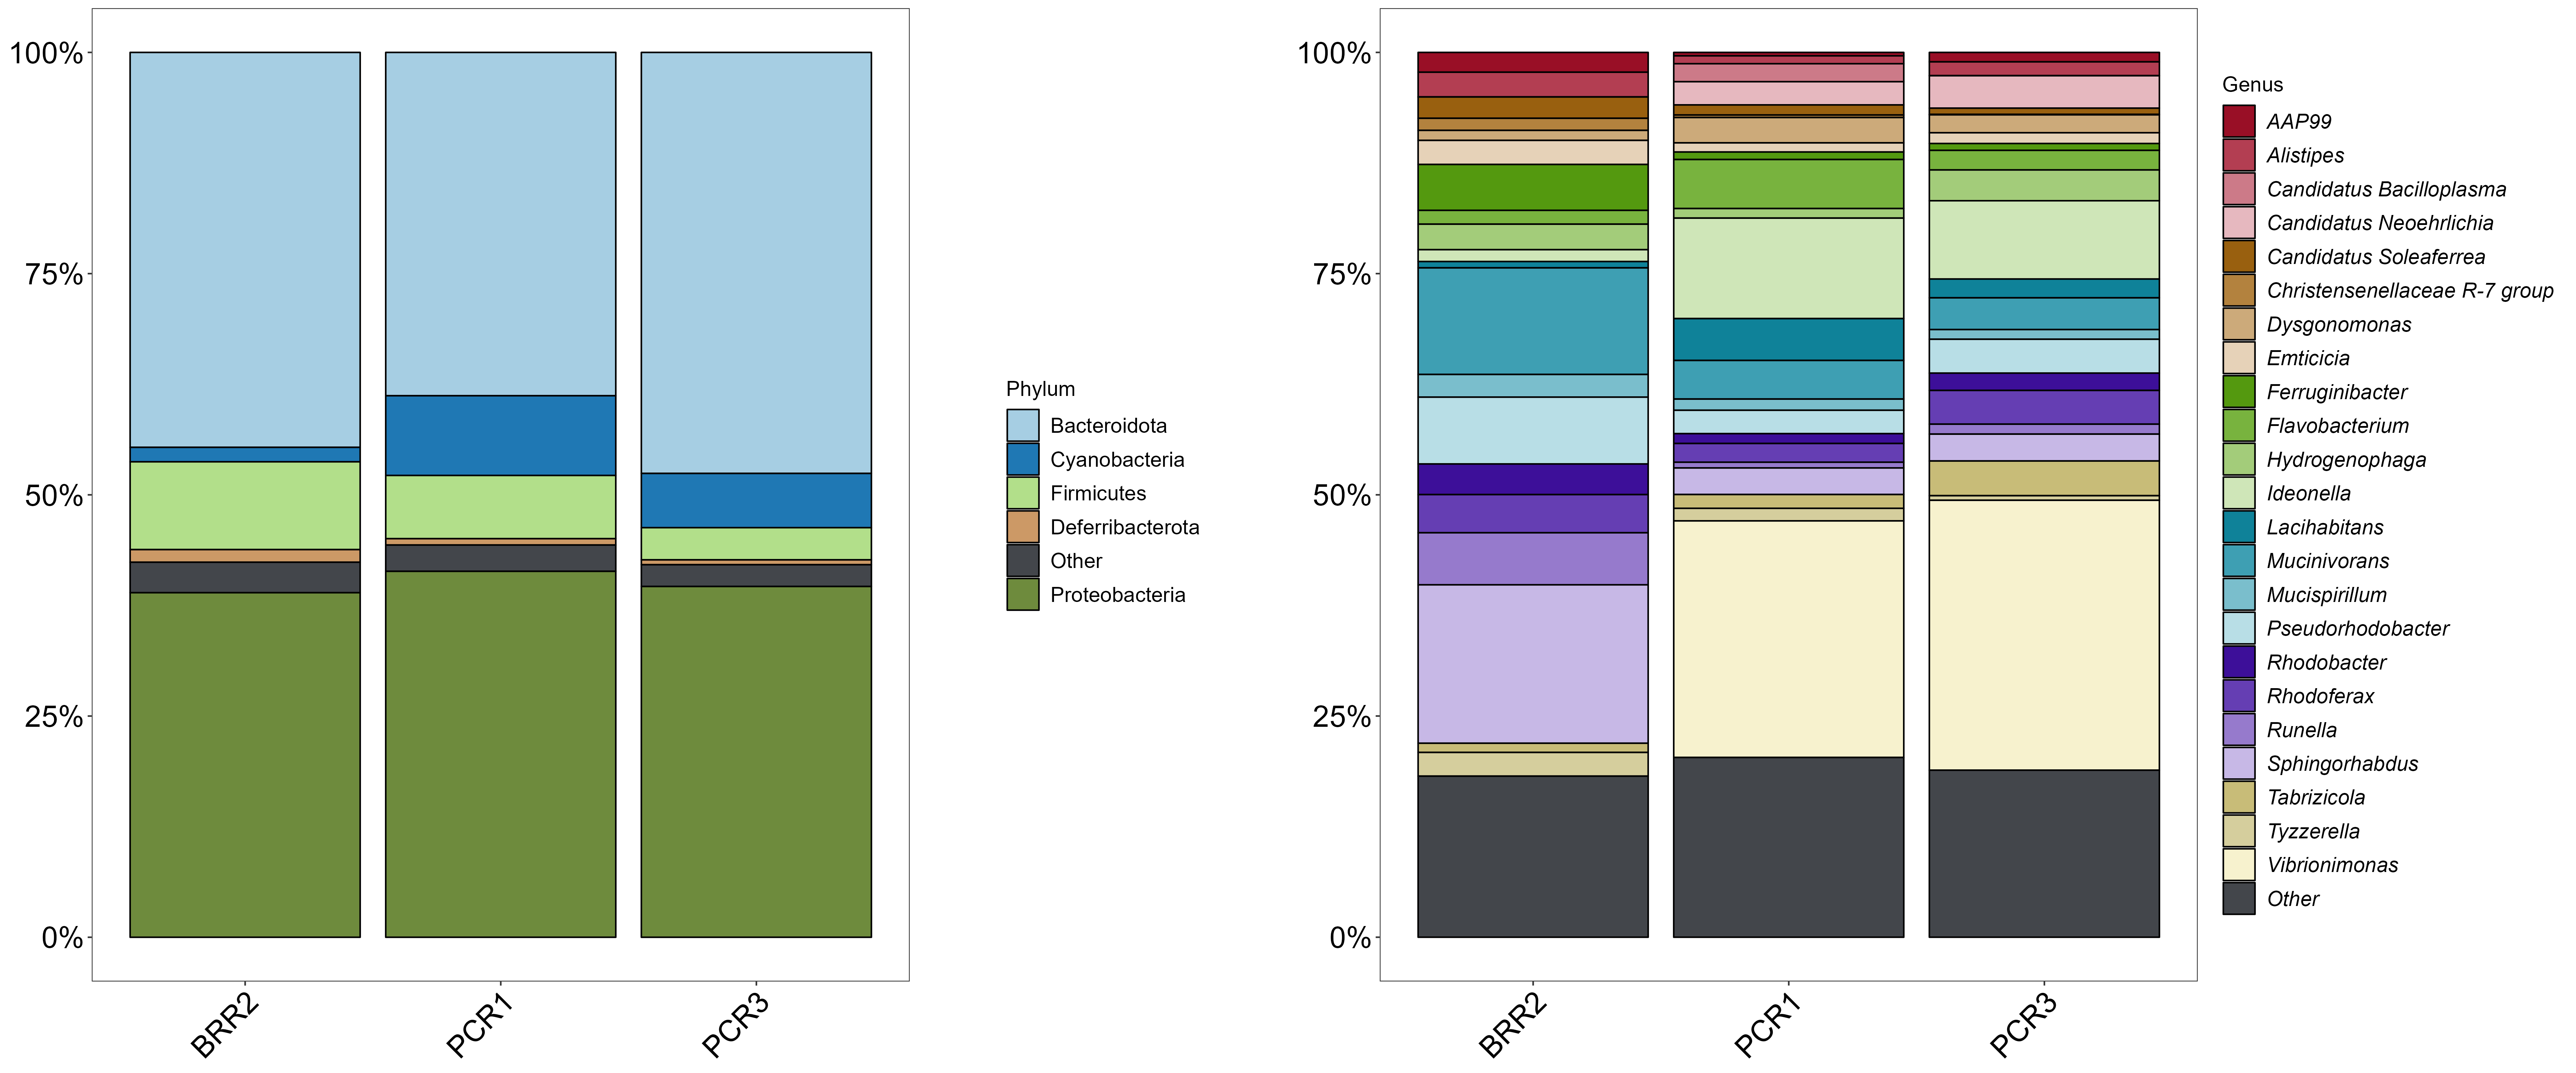 100%
75%
50%
25%
0%
BRR2
PCR1
PCR3
Phylum
Bacteroidota
Cyanobacteria
Firmicutes
Deferribacterota
Other
Proteobacteria
100%
75%
50%
25%
0%
BRR2
PCR1
PCR3
Genus
AAP99
Alistipes
Candidatus Bacilloplasma
Candidatus Neoehrlichia
Candidatus Soleaferrea
Christensenellaceae R-7 group
Dysgonomonas
Emticicia
Ferruginibacter
Flavobacterium
Hydrogenophaga
Ideonella
Lacihabitans
Mucinivorans
Mucispirillum
Pseudorhodobacter
Rhodobacter
Rhodoferax
Runella
Sphingorhabdus
Tabrizicola
Tyzzerella
Vibrionimonas
Other